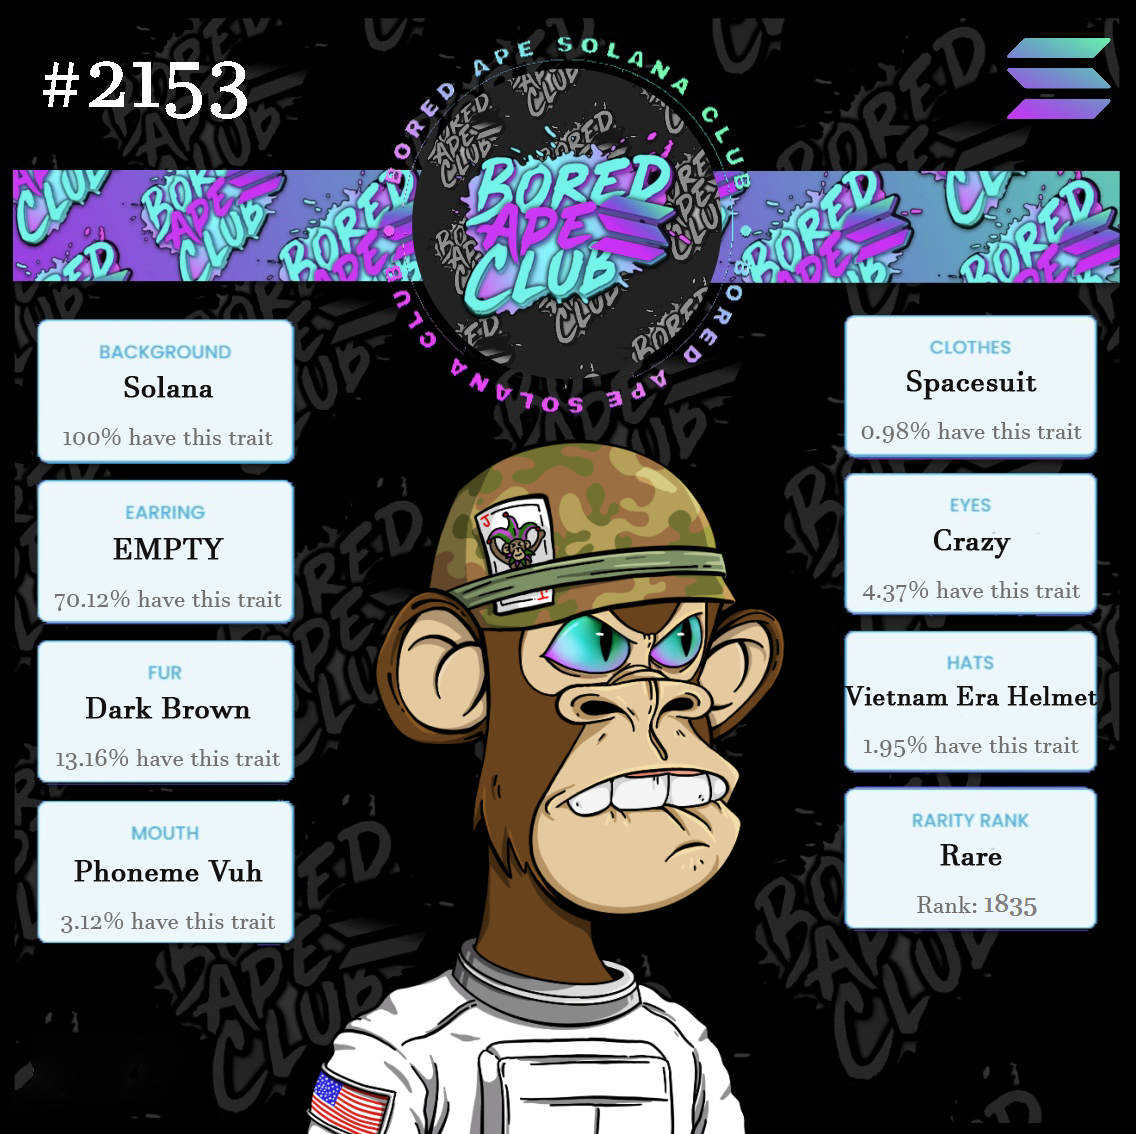 #2153
BORED APE SOLANA CLUB
BORED APE SOLANA CLUB
BORED
APE
CLUB
BACKGROUND
Solana
100% have this trait
EARRING
EMPTY
70.12% have this trait
FUR
Dark Brown
13.16% have this trait
MOUTH
Phoneme Vuh
3.12% have this trait
CLOTHES
Spacesuit
0.98% have this trait
EYES
Crazy
4.37% have this trait
HATS
Vietnam Era Helmet
1.95% have this trait
RARITY RANK
Rare
Rank: 1835
J
J